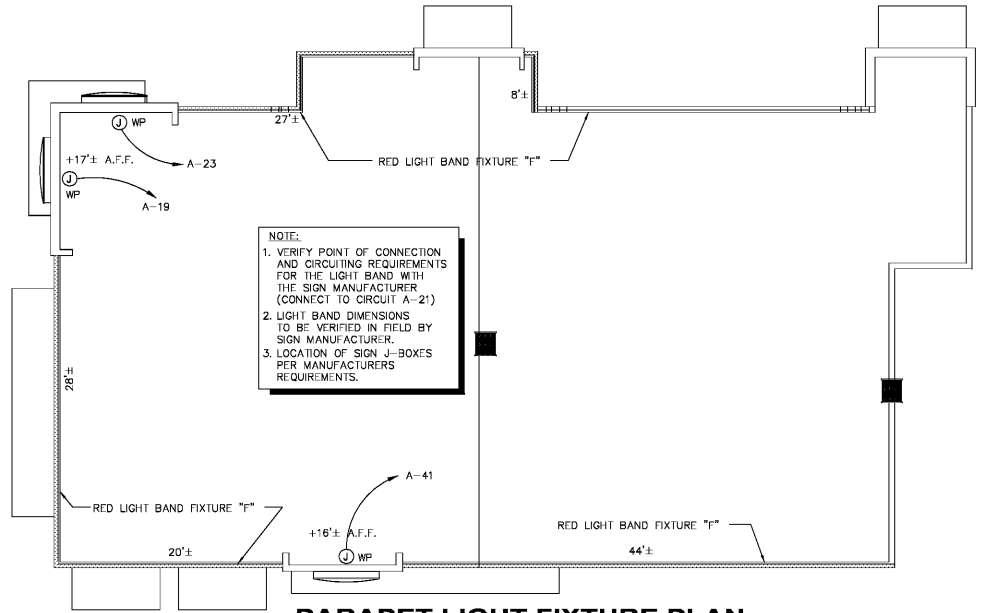 8'±
27'±
J WP
+17'± A.F.F.
A-23
RED LIGHT BAND FIXTURE "F"
J
WP
A-19
NOTE:
1. VERIFY POINT OF CONNECTION
AND CIRCUITING REQUIREMENTS
FOR THE LIGHT BAND WITH
THE SIGN MANUFACTURER
(CONNECT TO CIRCUIT A-21)
2. LIGHT BAND DIMENSIONS
TO BE VERIFIED IN FIELD BY
SIGN MANUFACTURER.
3. LOCATION OF SIGN J-BOXES
PER MANUFACTURERS
REQUIREMENTS.
28'±
A-41
RED LIGHT BAND FIXTURE "F"
+16'± A.F.F.
RED LIGHT BAND FIXTURE "F"
20'±
J WP
44'±
PARAPET LIGHT FIXTURE PLAN